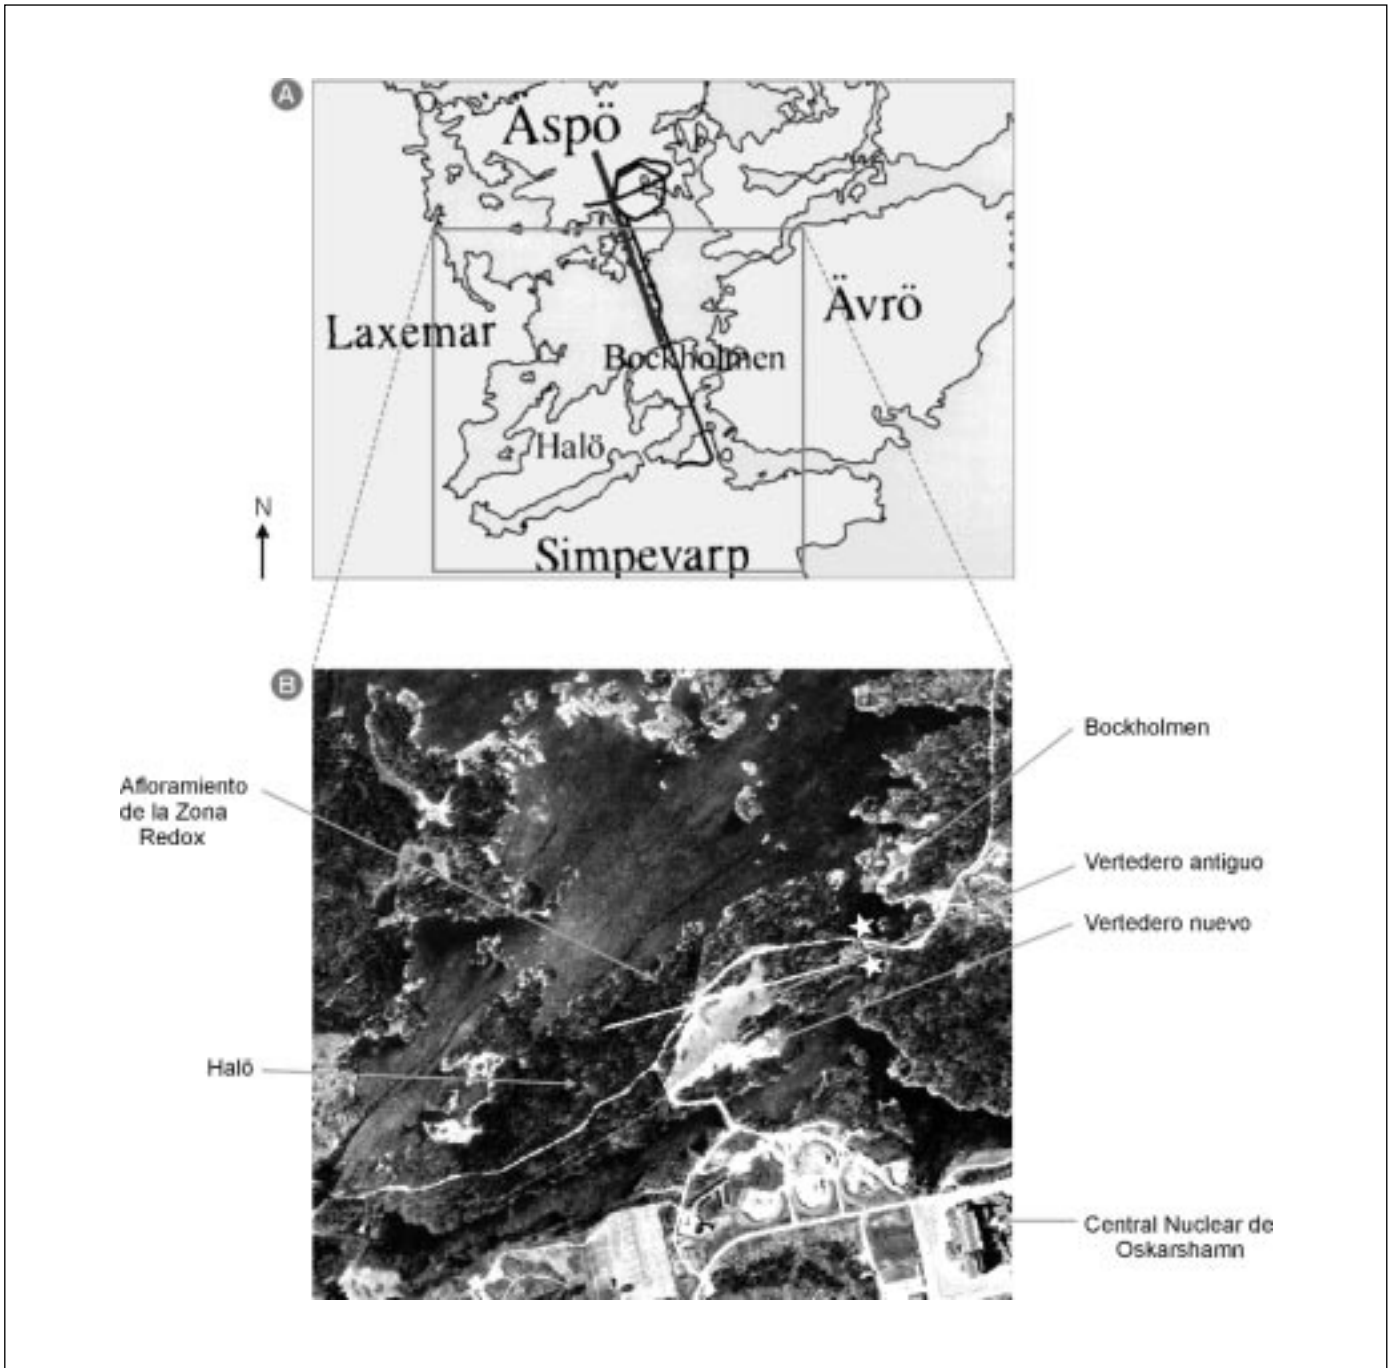 A
Aspö
Ävrö
Laxemar
Bockholmen
Halö
N
Simpevarp
B
Bockholmen
Afloramiento
de la Zona
Redox
Vertedero antiguo
Vertedero nuevo
Halö
Central Nuclear de
Oskarshamn